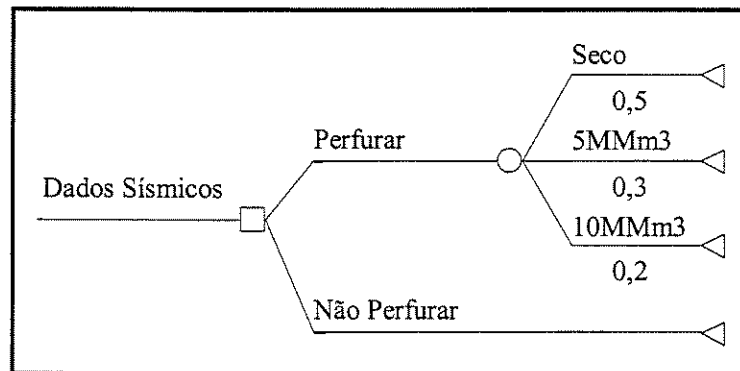 Seco
0,5
Perfurar
5MMm3
0,3
Dados Sísmicos
10MMm3
0,2
Não Perfurar